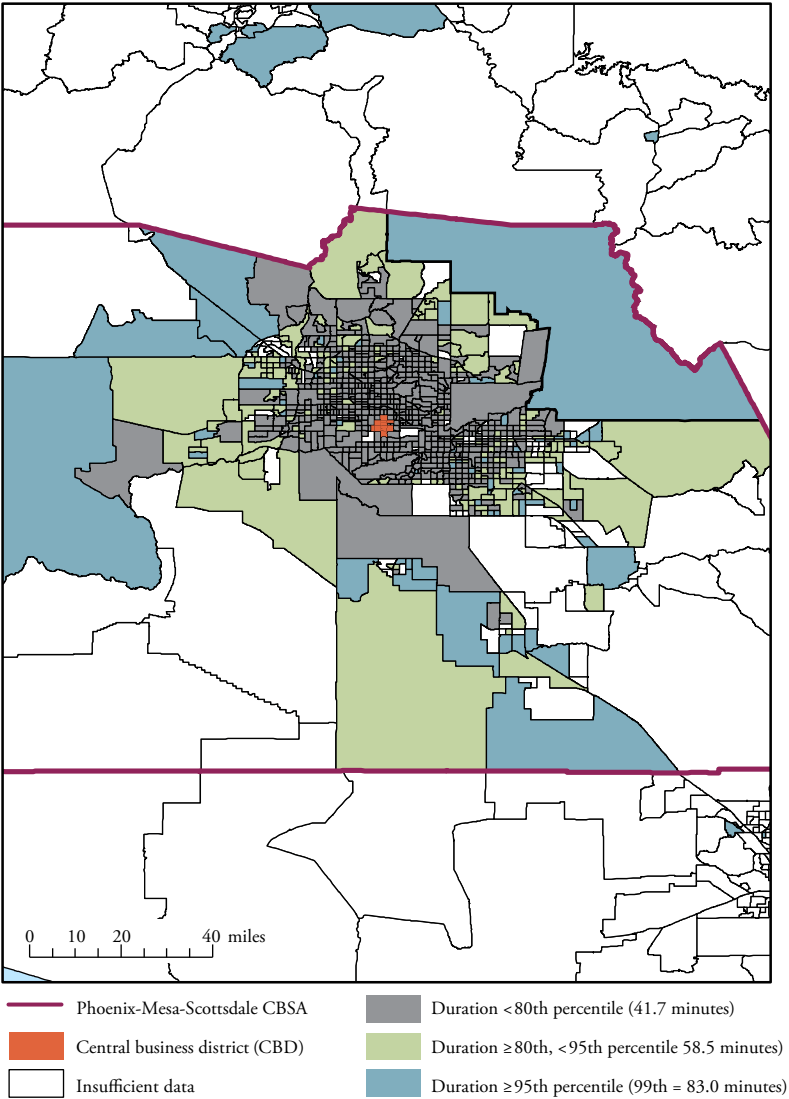 0 10 20 40 miles
Phoenix-Mesa-Scottsdale CBSA
Central business district (CBD)
Insufficient data
Duration <80th percentile (41.7 minutes)
Duration ≥80th, <95th percentile 58.5 minutes)
Duration ≥95th percentile (99th = 83.0 minutes)